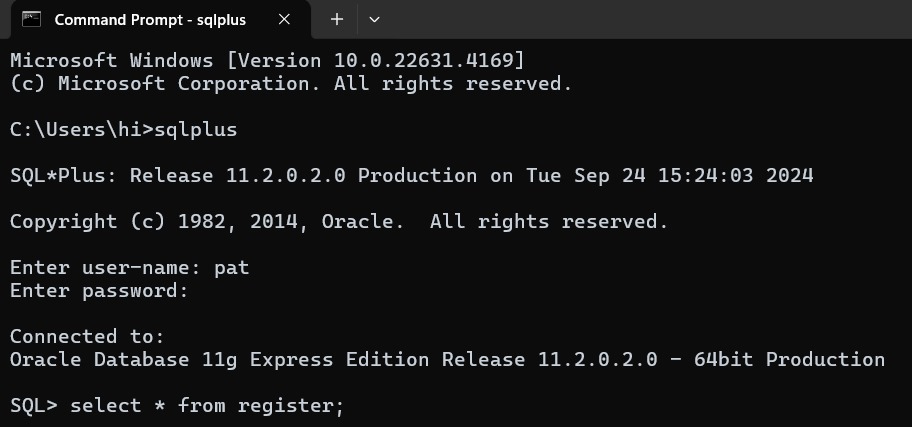 Command Prompt - sqlplus
Microsoft Windows [Version 10.0.22631.4169]
(c) Microsoft Corporation. All rights reserved.
C:\Users\hi>sqlplus
SQL*Plus: Release 11.2.0.2.0 Production on Tue Sep 24 15:24:03 2024
Copyright (c) 1982, 2014, Oracle.  All rights reserved.
Enter user-name: pat
Enter password:
Connected to:
Oracle Database 11g Express Edition Release 11.2.0.2.0 - 64bit Production
SQL> select * from register;